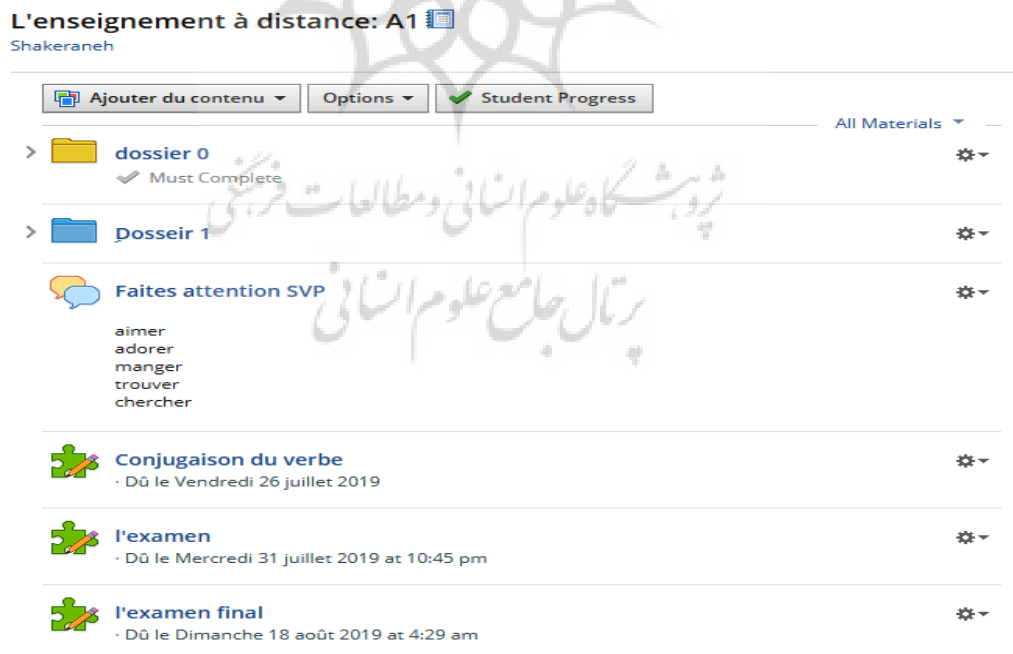 L'enseignement à distance: A1
Shakeraneh
Ajouter du contenu Options Student Progress
All Materials
dossier 0
Must Complete
پژوهشگاه علوم انسانی و مطالعات فرهنگی
Dosseir 1
Faites attention SVP
پرتال جامع علوم انسانی
aimer
adorer
manger
trouver
chercher
Conjugaison du verbe
· Dû le Vendredi 26 juillet 2019
l'examen
· Dû le Mercredi 31 juillet 2019 at 10:45 pm
l'examen final
· Dû le Dimanche 18 août 2019 at 4:29 am